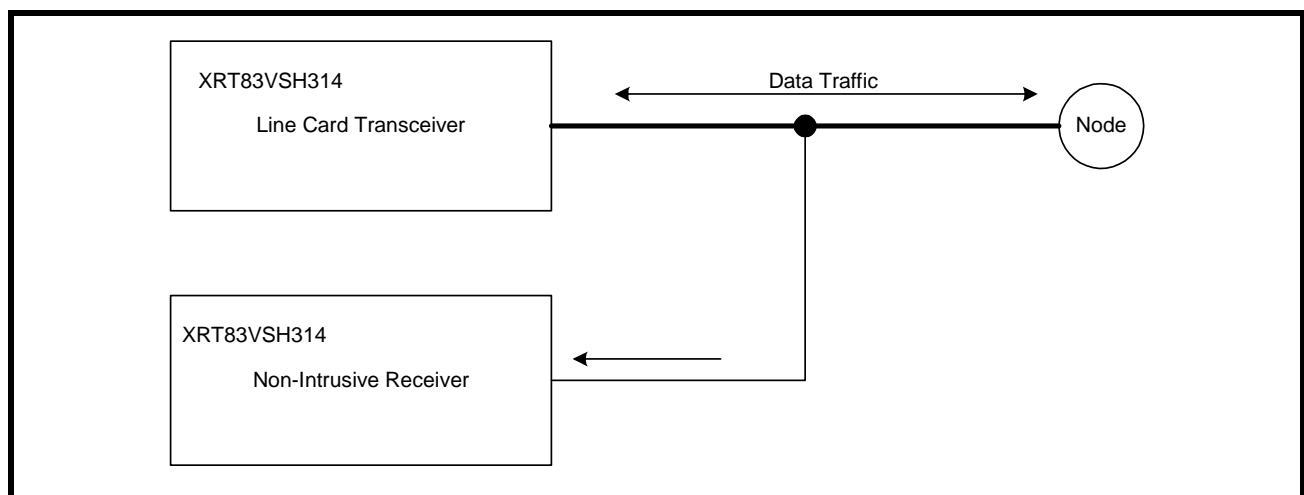 XRT83VSH314
Line Card Transceiver
Data Traffic
Node
XRT83VSH314
Non-Intrusive Receiver